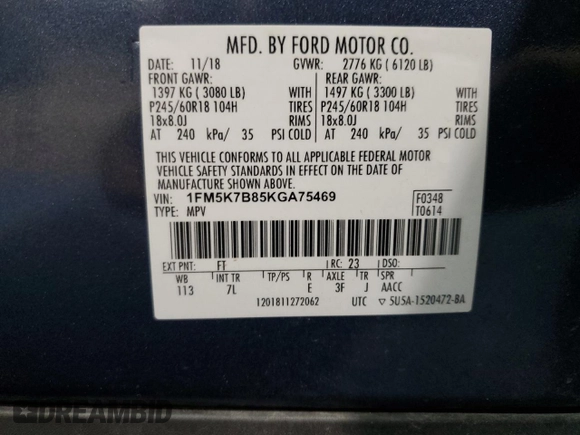 MFD. BY FORD MOTOR CO.
DATE: 11/18 GVWR: 2776 KG ( 6120 LB)
FRONT GAWR: REAR GAWR:
1397 KG ( 3080 LB) 1497 KG ( 3300 LB)
P245/60R18 104H TIRES P245/60R18 104H TIRES
18x8.0J RIMS 18x8.0J RIMS
AT 240 kPa/ 35 PSI COLD AT 240 kPa/ 35 PSI COLD
THIS VEHICLE CONFORMS TO ALL APPLICABLE FEDERAL MOTOR
VEHICLE SAFETY STANDARDS IN EFFECT ON THE DATE OF
MANUFACTURE SHOWN ABOVE.
VIN: 1FM5K7B85KGA75469 F0348
TYPE: MPV T0614
EXT PNT: FT RC: 23 DSO:
WB INT TR TP/PS R AXLE TR SPR
113 7L E 3F J AACC
1201811272062 UTC ▽ 5U5A-1520472-BA
DREAMBID